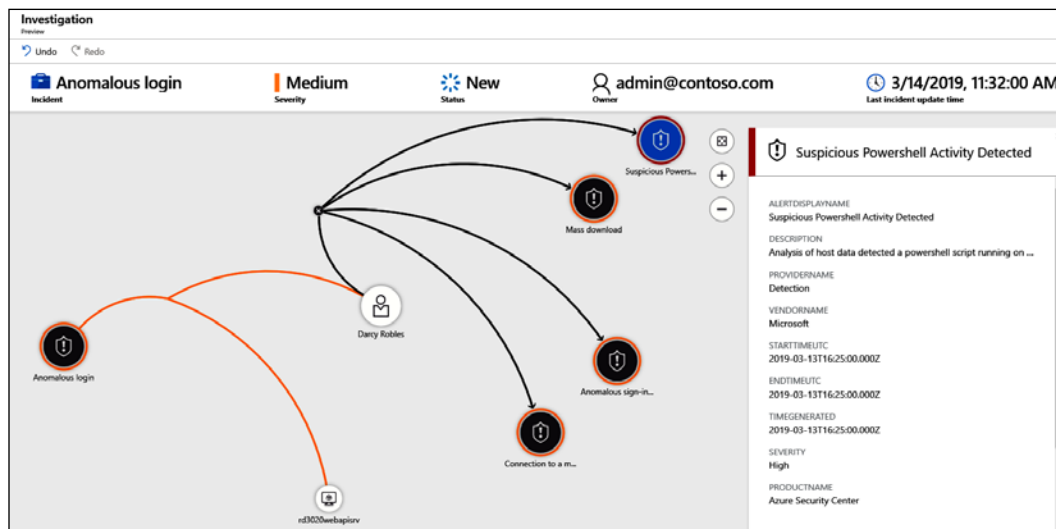 Investigation
Preview
Undo Redo
Anomalous login Medium New admin@contoso.com 3/14/2019, 11:32:00 AM
Incident Severity Status Owner Last incident update time
Suspicious Powers...
Mass download
Darcy Robles
Anomalous login
Anomalous sign-in...
Connection to a m...
rd3020webapisrv
Suspicious Powershell Activity Detected
ALERTDISPLAYNAME
Suspicious Powershell Activity Detected
DESCRIPTION
Analysis of host data detected a powershell script running on ...
PROVIDERNAME
Detection
VENDORNAME
Microsoft
STARTTIMEUTC
2019-03-13T16:25:00.000Z
ENDTIMEUTC
2019-03-13T16:25:00.000Z
TIMEGENERATED
2019-03-13T16:25:00.000Z
SEVERITY
High
PRODUCTNAME
Azure Security Center